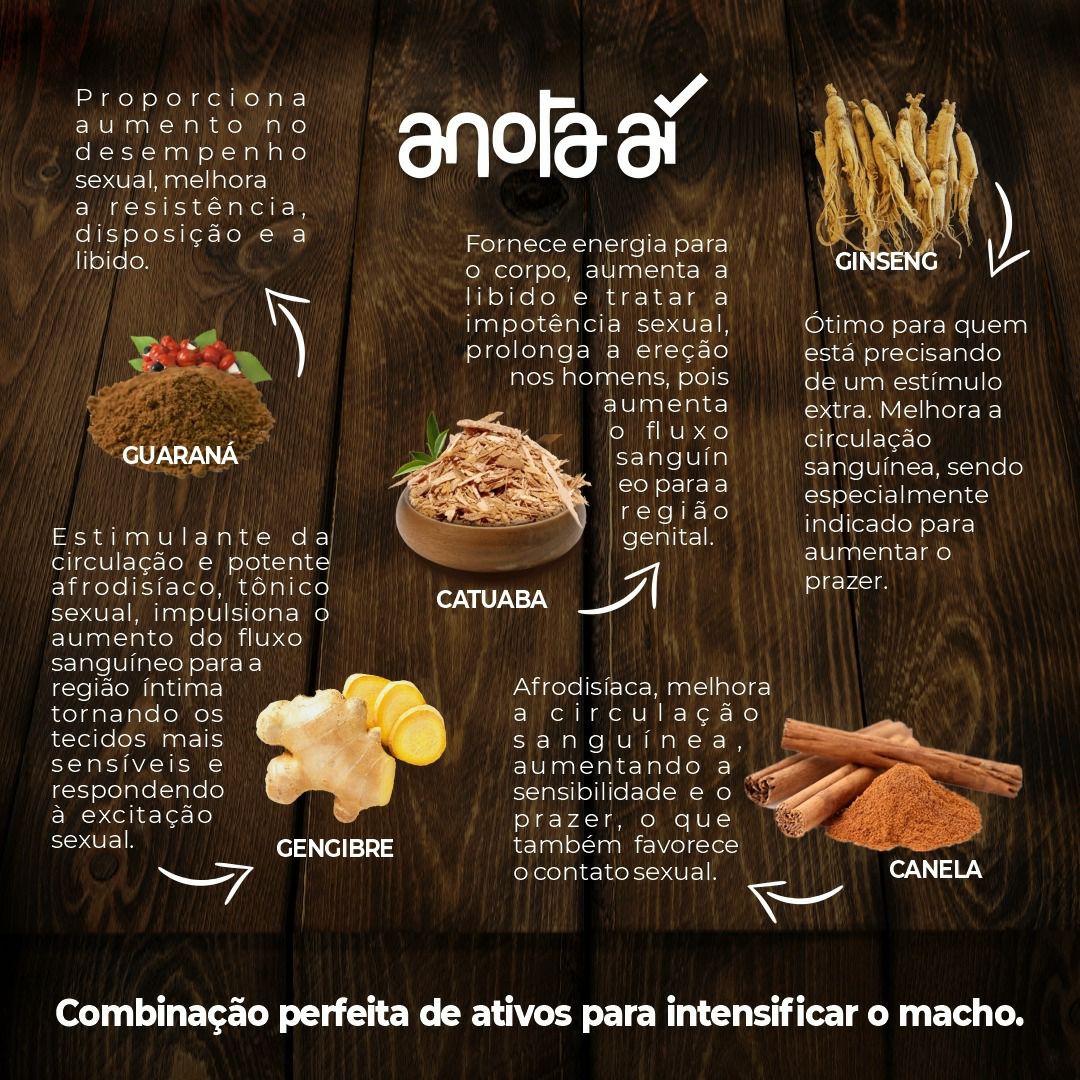 anota aí
Proporciona
aumento no
desempenho
sexual, melhora
a resistência,
disposição e a
libido.
GUARANÁ
Fornece energia para
o corpo, aumenta a
libido e tratar a
impotência sexual,
prolonga a ereção
nos homens, pois
aumenta
o fluxo
sanguín
eo para a
região
genital.
CATUABA
GINSENG
Ótimo para quem
está precisando
de um estímulo
extra. Melhora a
circulação
sanguínea, sendo
especialmente
indicado para
aumentar o
prazer.
Estimulante da
circulação e potente
afrodisíaco, tônico
sexual, impulsiona o
aumento do fluxo
sanguíneo para a
região íntima
tornando os
tecidos mais
sensíveis e
respondendo
à excitação
sexual.
GENGIBRE
Afrodisíaca, melhora
a circulação
sanguínea,
aumentando a
sensibilidade e o
prazer, o que
também favorece
o contato sexual.
CANELA
Combinação perfeita de ativos para intensificar o macho.